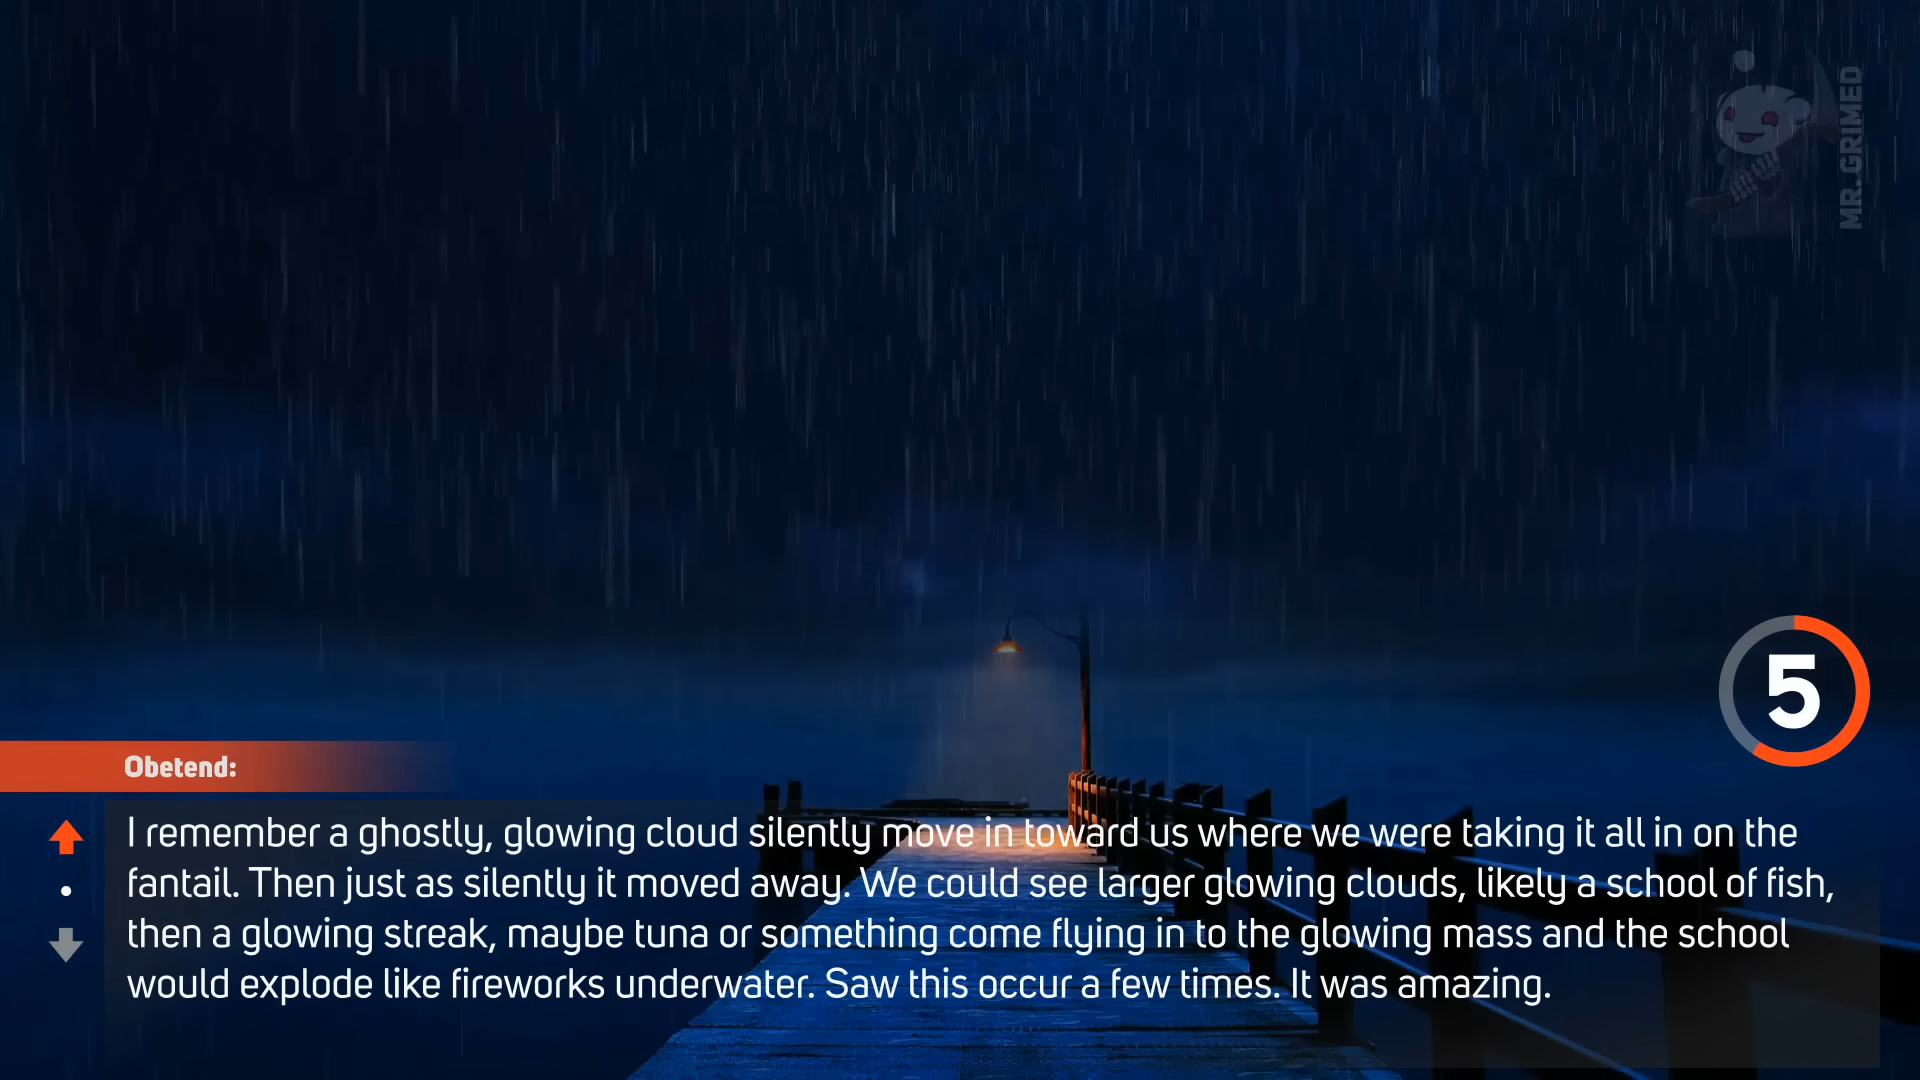 MR. GRIMED
5
Obetend:
I remember a ghostly, glowing cloud silently move in toward us where we were taking it all in on the
fantail. Then just as silently it moved away. We could see larger glowing clouds, likely a school of fish,
then a glowing streak, maybe tuna or something come flying in to the glowing mass and the school
would explode like fireworks underwater. Saw this occur a few times. It was amazing.